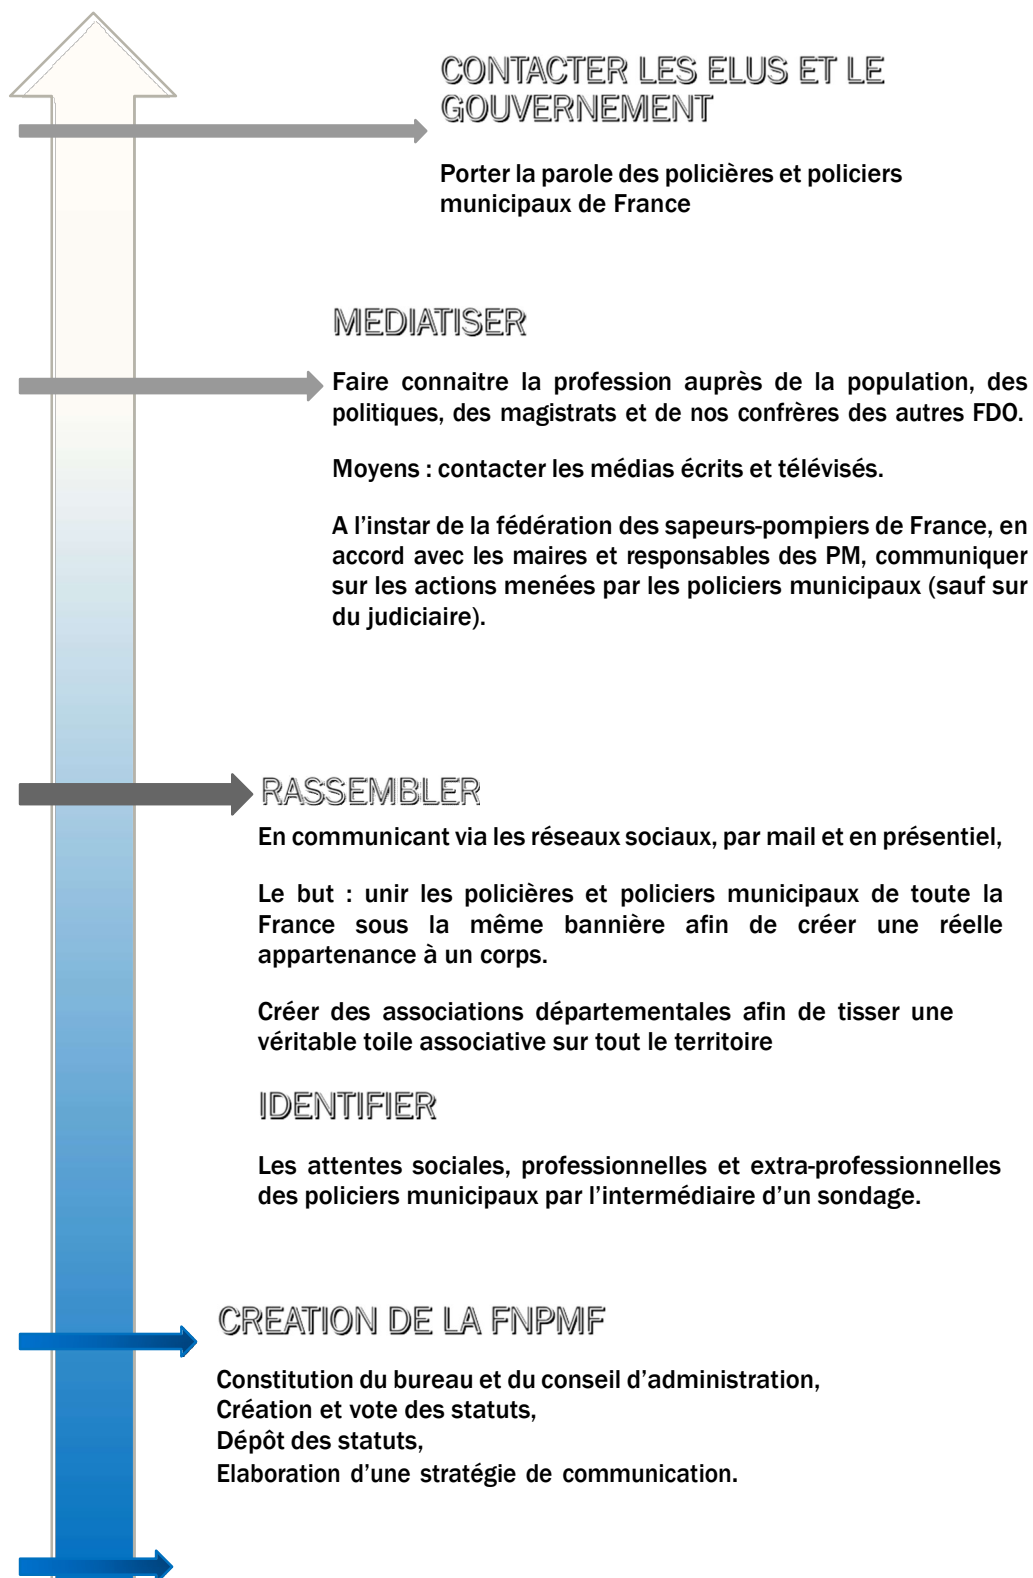 CONTACTER LES ELUS ET LE
GOUVERNEMENT
Porter la parole des policières et policiers
municipaux de France
MEDIATISER
Faire connaitre la profession auprès de la population, des
politiques, des magistrats et de nos confrères des autres FDO.
Moyens : contacter les médias écrits et télévisés.
A l'instar de la fédération des sapeurs-pompiers de France, en
accord avec les maires et responsables des PM, communiquer
sur les actions menées par les policiers municipaux (sauf sur
du judiciaire).
RASSEMBLER
En communicant via les réseaux sociaux, par mail et en présentiel,
Le but : unir les policières et policiers municipaux de toute la
France sous la même bannière afin de créer une réelle
appartenance à un corps.
Créer des associations départementales afin de tisser une
véritable toile associative sur tout le territoire
IDENTIFIER
Les attentes sociales, professionnelles et extra-professionnelles
des policiers municipaux par l'intermédiaire d'un sondage.
CREATION DE LA FNPMF
Constitution du bureau et du conseil d'administration,
Création et vote des statuts,
Dépôt des statuts,
Elaboration d'une stratégie de communication.